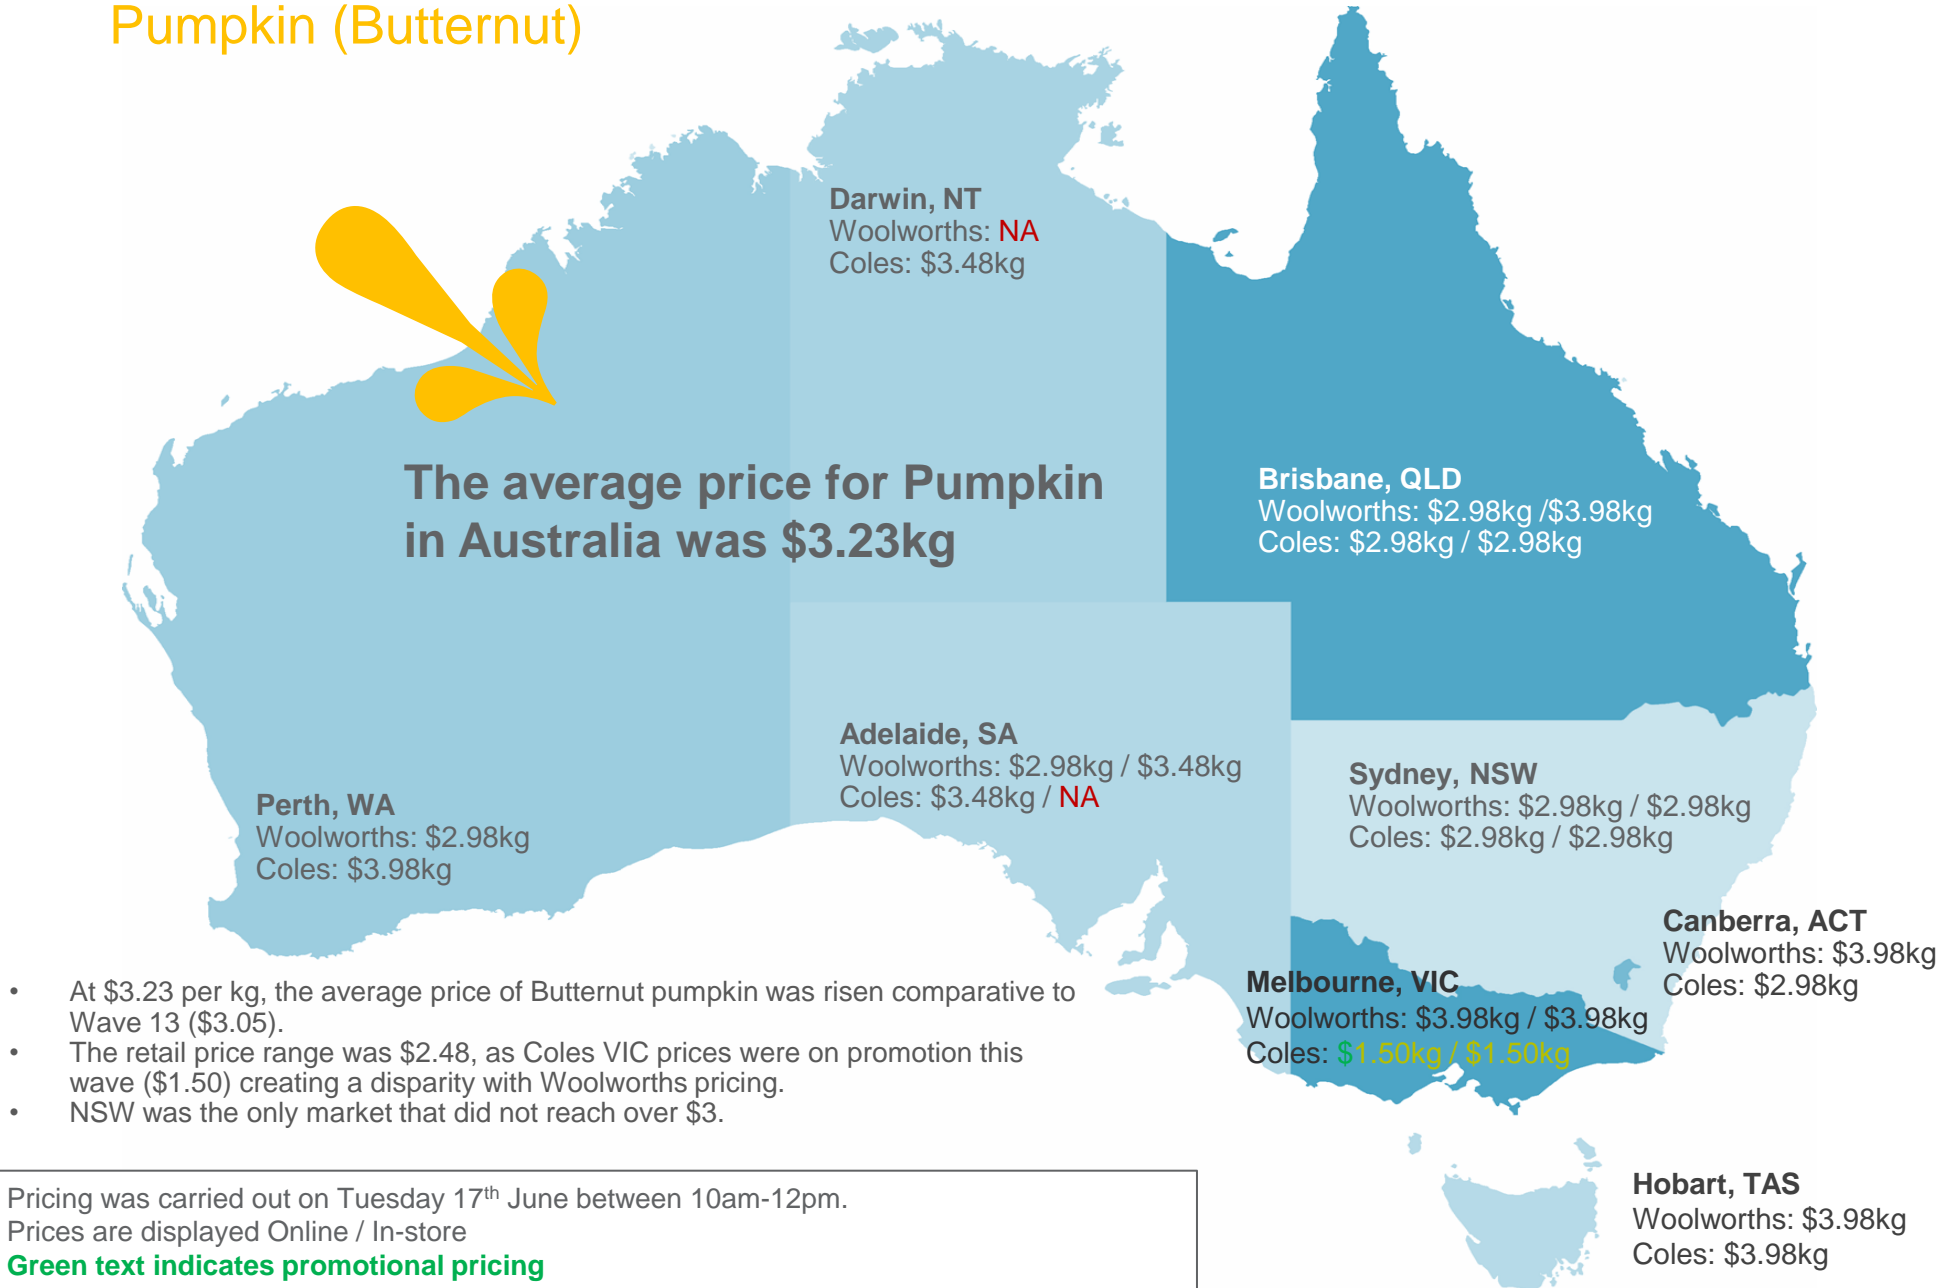 Pumpkin (Butternut)
Darwin, NT
Woolworths: NA
Coles: $3.48kg
The average price for Pumpkin
in Australia was $3.23kg
Brisbane, QLD
Woolworths: $2.98kg /$3.98kg
Coles: $2.98kg / $2.98kg
Adelaide, SA
Woolworths: $2.98kg / $3.48kg
Coles: $3.48kg / NA
Sydney, NSW
Woolworths: $2.98kg / $2.98kg
Coles: $2.98kg / $2.98kg
Perth, WA
Woolworths: $2.98kg
Coles: $3.98kg
Canberra, ACT
Woolworths: $3.98kg
Coles: $2.98kg
Melbourne, VIC
Woolworths: $3.98kg / $3.98kg
Coles: $1.50kg / $1.50kg
• At $3.23 per kg, the average price of Butternut pumpkin was risen comparative to
Wave 13 ($3.05).
• The retail price range was $2.48, as Coles VIC prices were on promotion this
wave ($1.50) creating a disparity with Woolworths pricing.
• NSW was the only market that did not reach over $3.
Hobart, TAS
Woolworths: $3.98kg
Coles: $3.98kg
Pricing was carried out on Tuesday 17th June between 10am-12pm.
Prices are displayed Online / In-store
Green text indicates promotional pricing